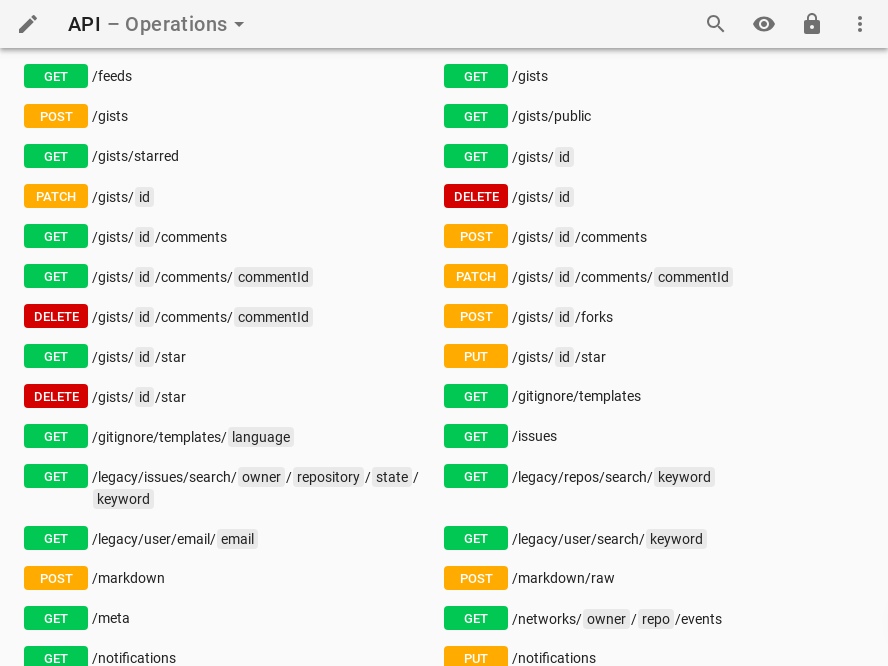 API – Operations
GET /feeds
GET /gists
POST /gists
GET /gists/public
GET /gists/starred
GET /gists/ id
PATCH /gists/ id
DELETE /gists/ id
GET /gists/ id /comments
POST /gists/ id /comments
GET /gists/ id /comments/ commentId
PATCH /gists/ id /comments/ commentId
DELETE /gists/ id /comments/ commentId
POST /gists/ id /forks
GET /gists/ id /star
PUT /gists/ id /star
DELETE /gists/ id /star
GET /gitignore/templates
GET /gitignore/templates/ language
GET /issues
GET /legacy/issues/search/ owner / repository / state /
keyword
GET /legacy/repos/search/ keyword
GET /legacy/user/email/ email
GET /legacy/user/search/ keyword
POST /markdown
POST /markdown/raw
GET /meta
GET /networks/ owner / repo /events
GET /notifications
PUT /notifications